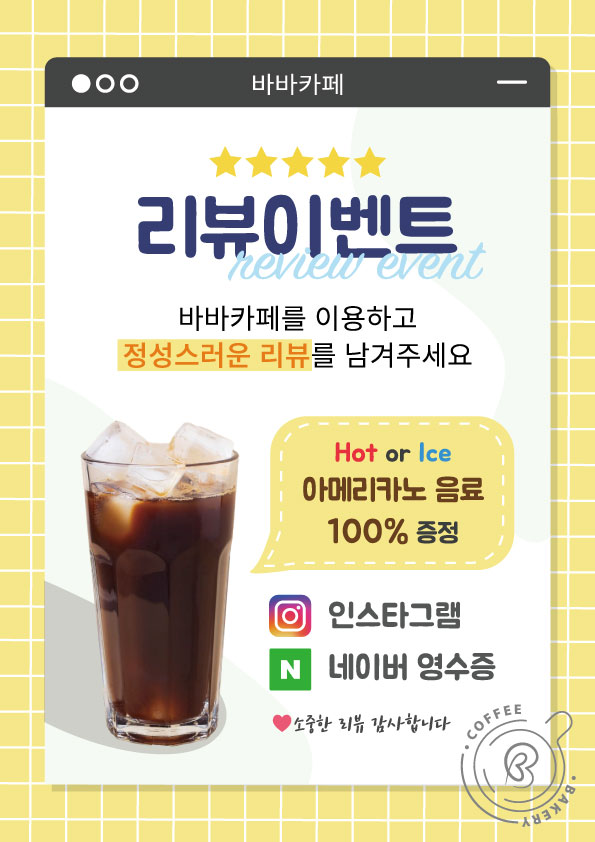 바바카페
리뷰이벤트
review event
바바카페를 이용하고
정성스러운 리뷰를 남겨주세요
Hot or Ice
아메리카노 음료
100% 증정
인스타그램
N 네이버 영수증
소중한 리뷰 감사합니다
COFFEE
B
BAKERY